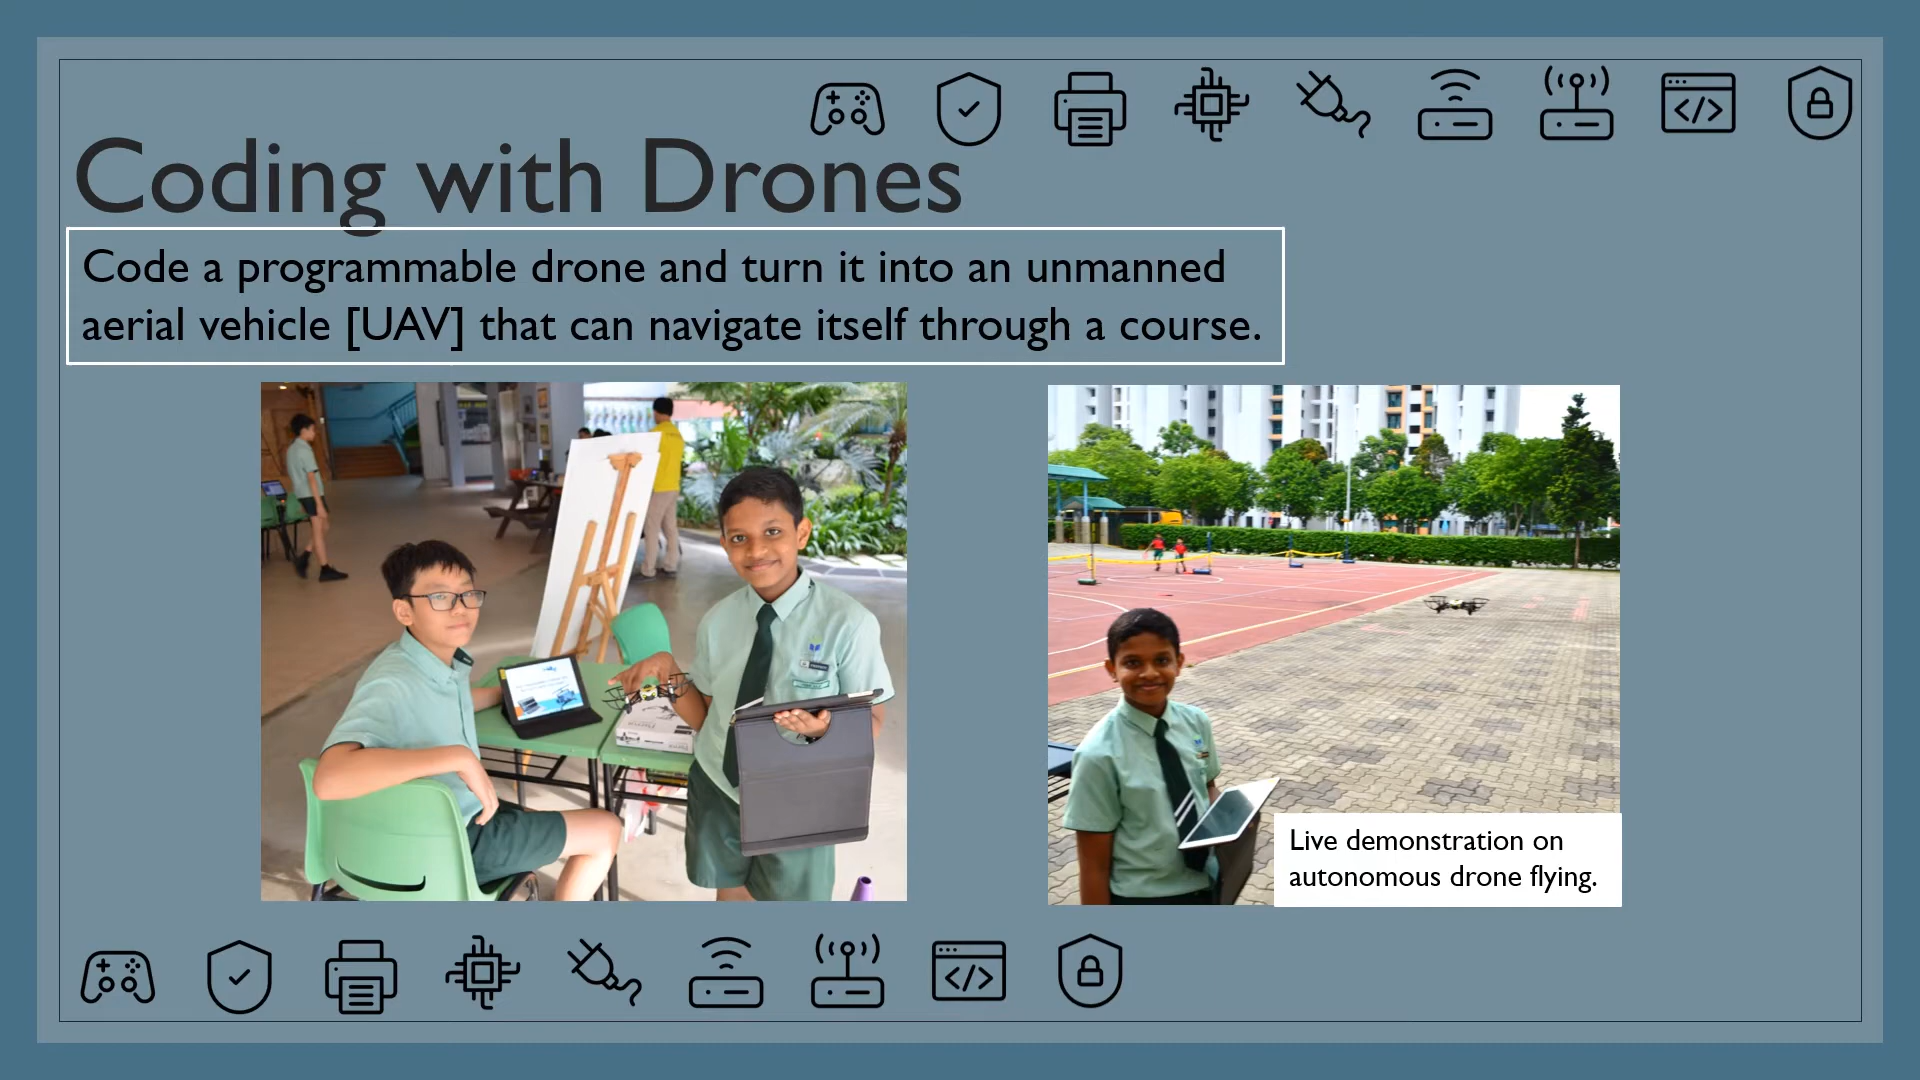 Coding with Drones
Code a programmable drone and turn it into an unmanned
aerial vehicle [UAV] that can navigate itself through a course.
Live demonstration on
autonomous drone flying.